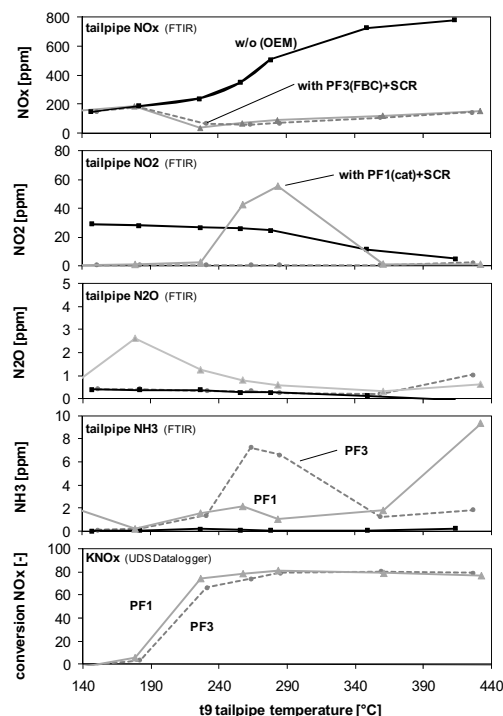 tailpipe NOx (FTIR)
w/o (OEM)
with PF3(FBC)+SCR
NOx [ppm]
800
600
400
200
0
tailpipe NO2 (FTIR)
with PF1(cat)+SCR
NO2 [ppm]
80
60
40
20
0
tailpipe N2O (FTIR)
N2O [ppm]
5
4
3
2
1
0
tailpipe NH3 (FTIR)
PF3
PF1
NH3 [ppm]
10
8
6
4
2
0
KNOx (UDS Datalogger)
PF1
PF3
conversion NOx [-]
100
80
60
40
20
0
140 190 240 290 340 390 440
t9 tailpipe temperature [°C]